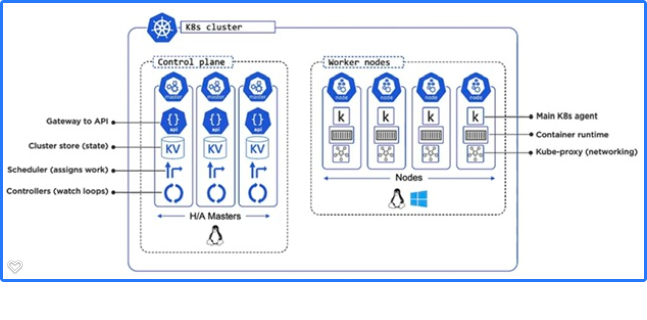 K8s cluster
Control plane
Worker nodes
master master master
node node node node
api api api
KV KV KV
k k k k
Gateway to API
Cluster store (state)
Scheduler (assigns work)
Controllers (watch loops)
Main K8s agent
Container runtime
Kube-proxy (networking)
H/A Masters
Nodes